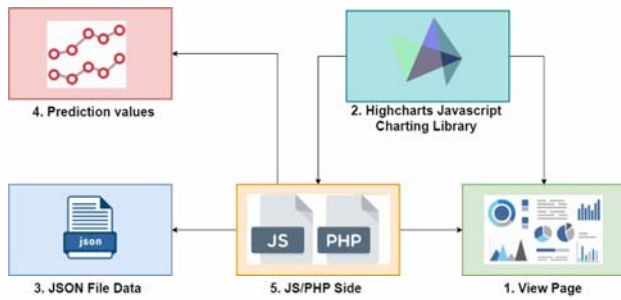 4. Prediction values
2. Highcharts Javascript
Charting Library
json
JS
PHP
3. JSON File Data
5. JS/PHP Side
1. View Page